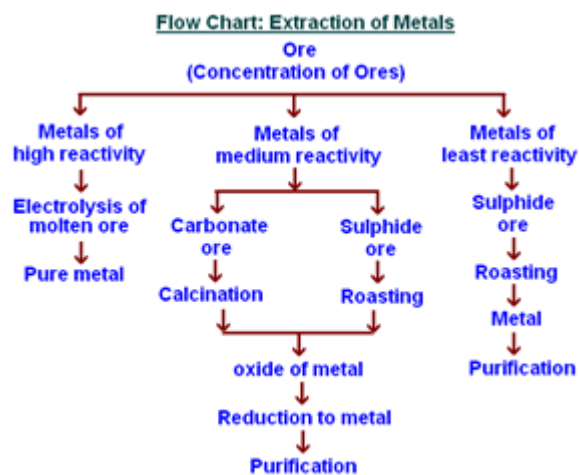 Flow Chart: Extraction of Metals
Ore
(Concentration of Ores)
Metals of
high reactivity
Electrolysis of
molten ore
Pure metal
Metals of
medium reactivity
Carbonate
ore
Calcination
Sulphide
ore
Roasting
oxide of metal
Reduction to metal
Purification
Metals of
least reactivity
Sulphide
ore
Roasting
Metal
Purification